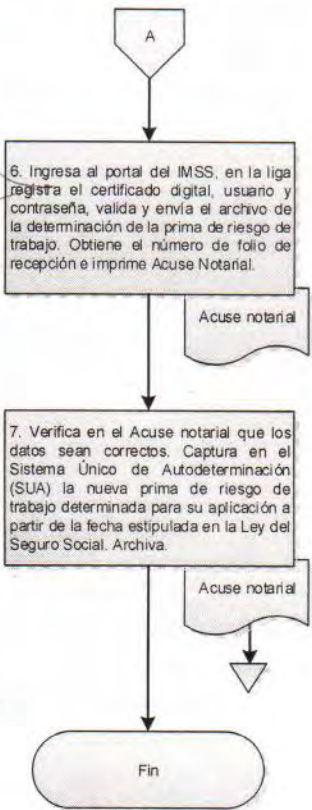 A
6. Ingresa al portal del IMSS, en la liga
registra el certificado digital, usuario y
contraseña, valida y envía el archivo de
la determinación de la prima de riesgo de
trabajo. Obtiene el número de folio de
recepción e imprime Acuse Notarial.
Acuse notarial
7. Verifica en el Acuse notarial que los
datos sean correctos. Captura en el
Sistema Único de Autodeterminación
(SUA) la nueva prima de riesgo de
trabajo determinada para su aplicación a
partir de la fecha estipulada en la Ley del
Seguro Social. Archiva.
Acuse notarial
Fin